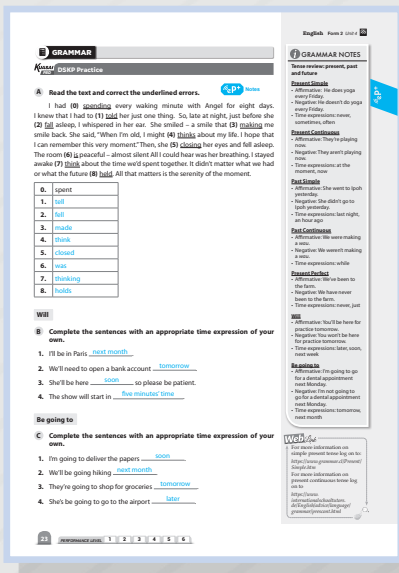 English Form 2 Unit 4
GRAMMAR
Kuasai PRO DSKP Practice
A Read the text and correct the underlined errors.
Notes
I had (0) spending every waking minute with Angel for eight days.
I knew that I had to (1) told her just one thing. So, late at night, just before she
(2) fall asleep, I whispered in her ear. She smiled – a smile that (3) making me
smile back. She said, "When I'm old, I might (4) thinks about my life. I hope that
I can remember this very moment." Then, she (5) closing her eyes and fell asleep.
The room (6) is peaceful – almost silent All I could hear was her breathing. I stayed
awake (7) think about the time we'd spent together. It didn't matter what we had
or what the future (8) held. All that matters is the serenity of the moment.
0. spent
1. tell
2. fell
3. made
4. think
5. closed
6. was
7. thinking
8. holds
Will
B Complete the sentences with an appropriate time expression of your
own.
1. I'll be in Paris next month
2. We'll need to open a bank account tomorrow
3. She'll be here soon so please be patient.
4. The show will start in five minutes' time
Be going to
C Complete the sentences with an appropriate time expression of your
own.
1. I'm going to deliver the papers soon
2. We'll be going hiking next month
3. They're going to shop for groceries tomorrow
4. She's be going to go to the airport later
23 PERFORMANCE LEVEL 1 2 3 4 5 6
GRAMMAR NOTES
Tense review: present, past
and future
Present Simple
- Affirmative: He does yoga
every Friday.
- Negative: He doesn't do yoga
every Friday.
- Time expressions: never,
sometimes, often
Present Continuous
- Affirmative: They're playing
now.
- Negative: They aren't playing
now.
- Time expressions: at the
moment, now
Past Simple
- Affirmative: She went to Ipoh
yesterday.
- Negative: She didn't go to
Ipoh yesterday.
- Time expressions: last night,
an hour ago
Past Continuous
- Affirmative: We were making
a wau.
- Negative: We weren't making
a wau.
- Time expressions: while
Present Perfect
- Affirmative: We've been to
the farm.
- Negative: We have never
been to the farm.
- Time expressions: never, just
Will
- Affirmative: You'll be here for
practice tomorrow.
- Negative: You won't be here
for practice tomorrow.
- Time expressions: later, soon,
next week
Be going to
- Affirmative: I'm going to go
for a dental appointment
next Monday.
- Negative: I'm not going to
go for a dental appointment
next Monday.
- Time expressions: tomorrow,
next month
For more information on
simple present tense log on to:
https://www.grammar.cl/Present/
Simple.htm
For more information on
present continuous tense log
on to
https://www.
internationalschooltutors.
de/English/advice/language/
grammar/prescont.html